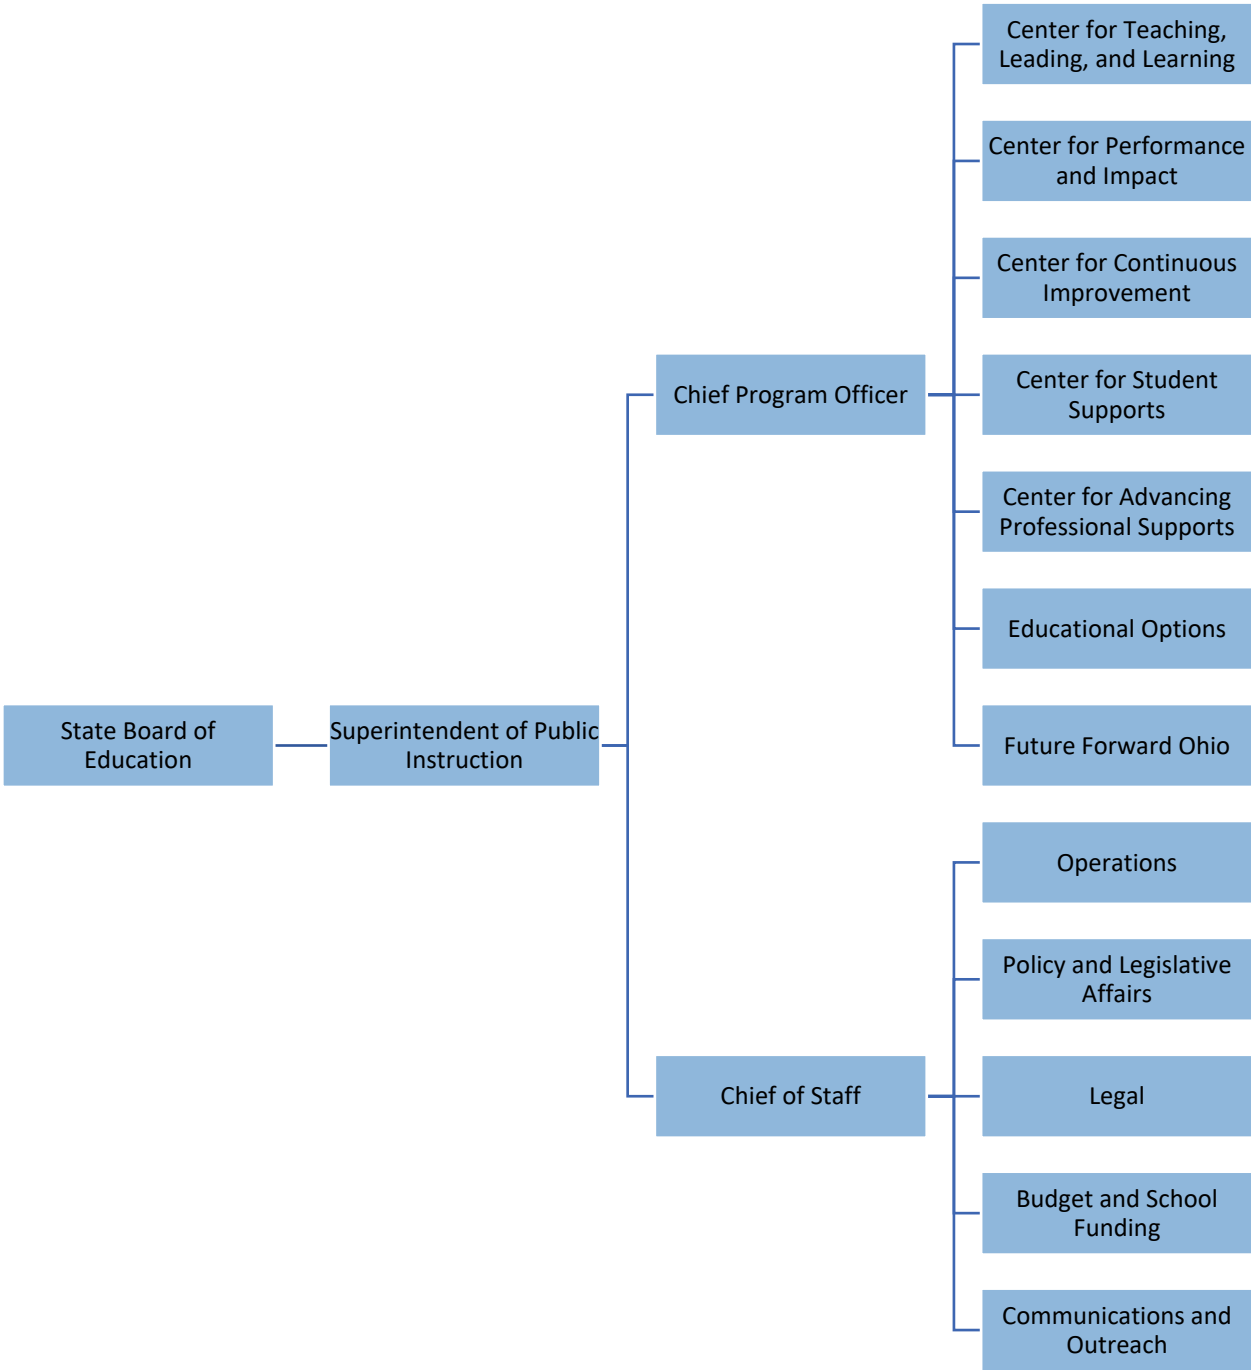 Center for Teaching,
Leading, and Learning
Center for Performance
and Impact
Center for Continuous
Improvement
Chief Program Officer
Center for Student
Supports
Center for Advancing
Professional Supports
Educational Options
State Board of
Education
Superintendent of Public
Instruction
Future Forward Ohio
Operations
Policy and Legislative
Affairs
Chief of Staff
Legal
Budget and School
Funding
Communications and
Outreach